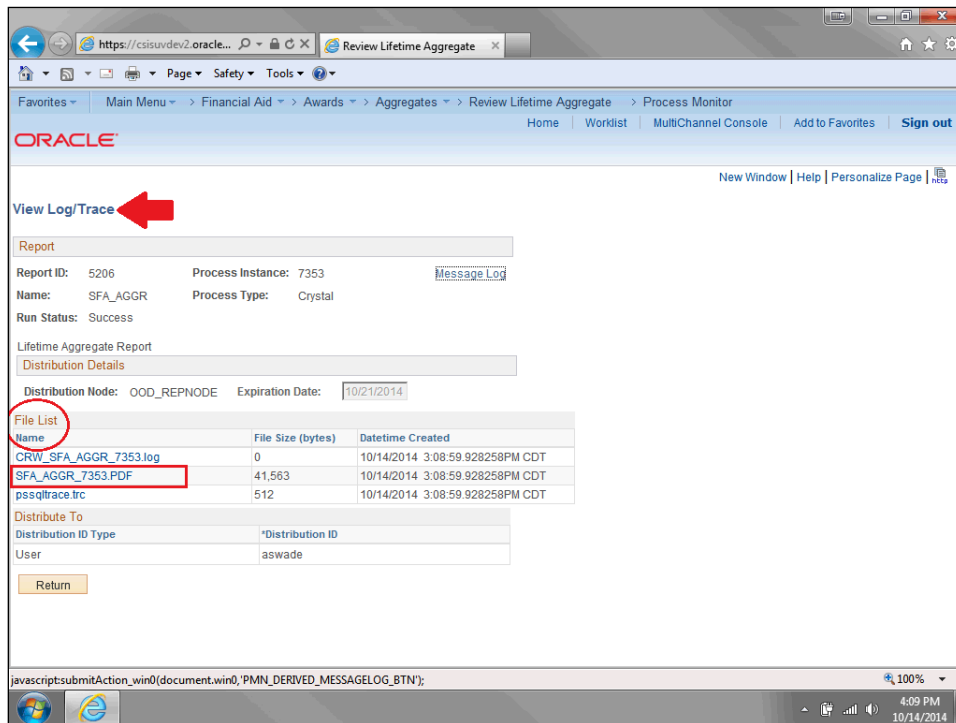 https://csisuvdev2.oracle...
Review Lifetime Aggregate
Page Safety Tools
Favorites Main Menu > Financial Aid > Awards > Aggregates > Review Lifetime Aggregate > Process Monitor
Home Worklist MultiChannel Console Add to Favorites Sign out
ORACLE
New Window | Help | Personalize Page | http
View Log/Trace
Report
Report ID: 5206 Process Instance: 7353 Message Log
Name: SFA_AGGR Process Type: Crystal
Run Status: Success
Lifetime Aggregate Report
Distribution Details
Distribution Node: OOD_REPNODE Expiration Date: 10/21/2014
File List
Name File Size (bytes) Datetime Created
CRW_SFA_AGGR_7353.log 0 10/14/2014 3:08:59.928258PM CDT
SFA_AGGR_7353.PDF 41,563 10/14/2014 3:08:59.928258PM CDT
pssqltrace.trc 512 10/14/2014 3:08:59.928258PM CDT
Distribute To
Distribution ID Type *Distribution ID
User aswade
Return
javascript:submitAction_win0(document.win0,'PMN_DERIVED_MESSAGELOG_BTN');
100%
4:09 PM
10/14/2014